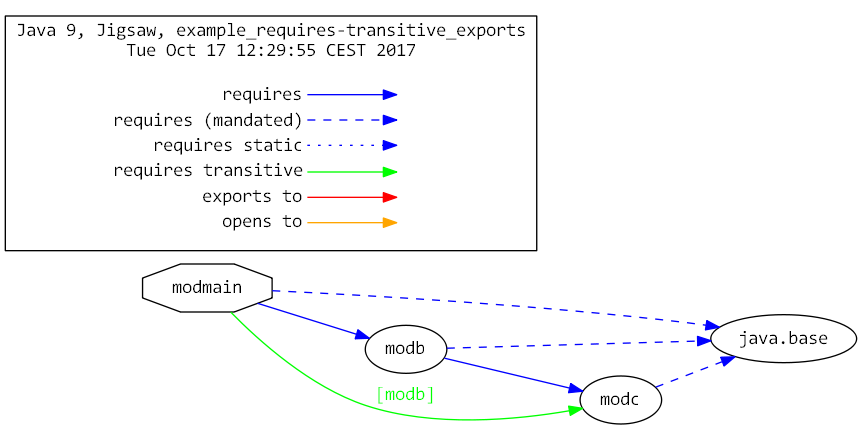 Java 9, Jigsaw, example_requires-transitive_exports
Tue Oct 17 12:29:55 CEST 2017
requires
requires (mandated)
requires static
requires transitive
exports to
opens to
modmain
modb
java.base
[modb]
modc